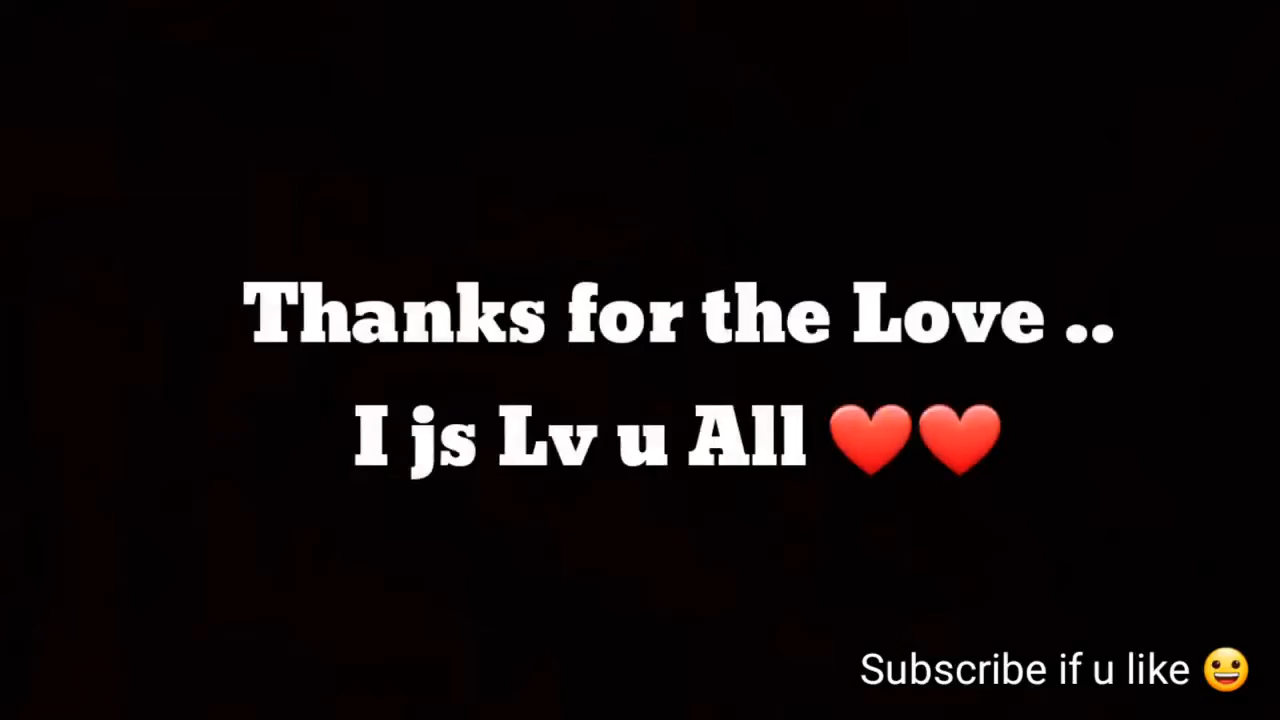 Thanks for the Love ..
I js Lv u All ❤️❤️
Subscribe if u like 😀